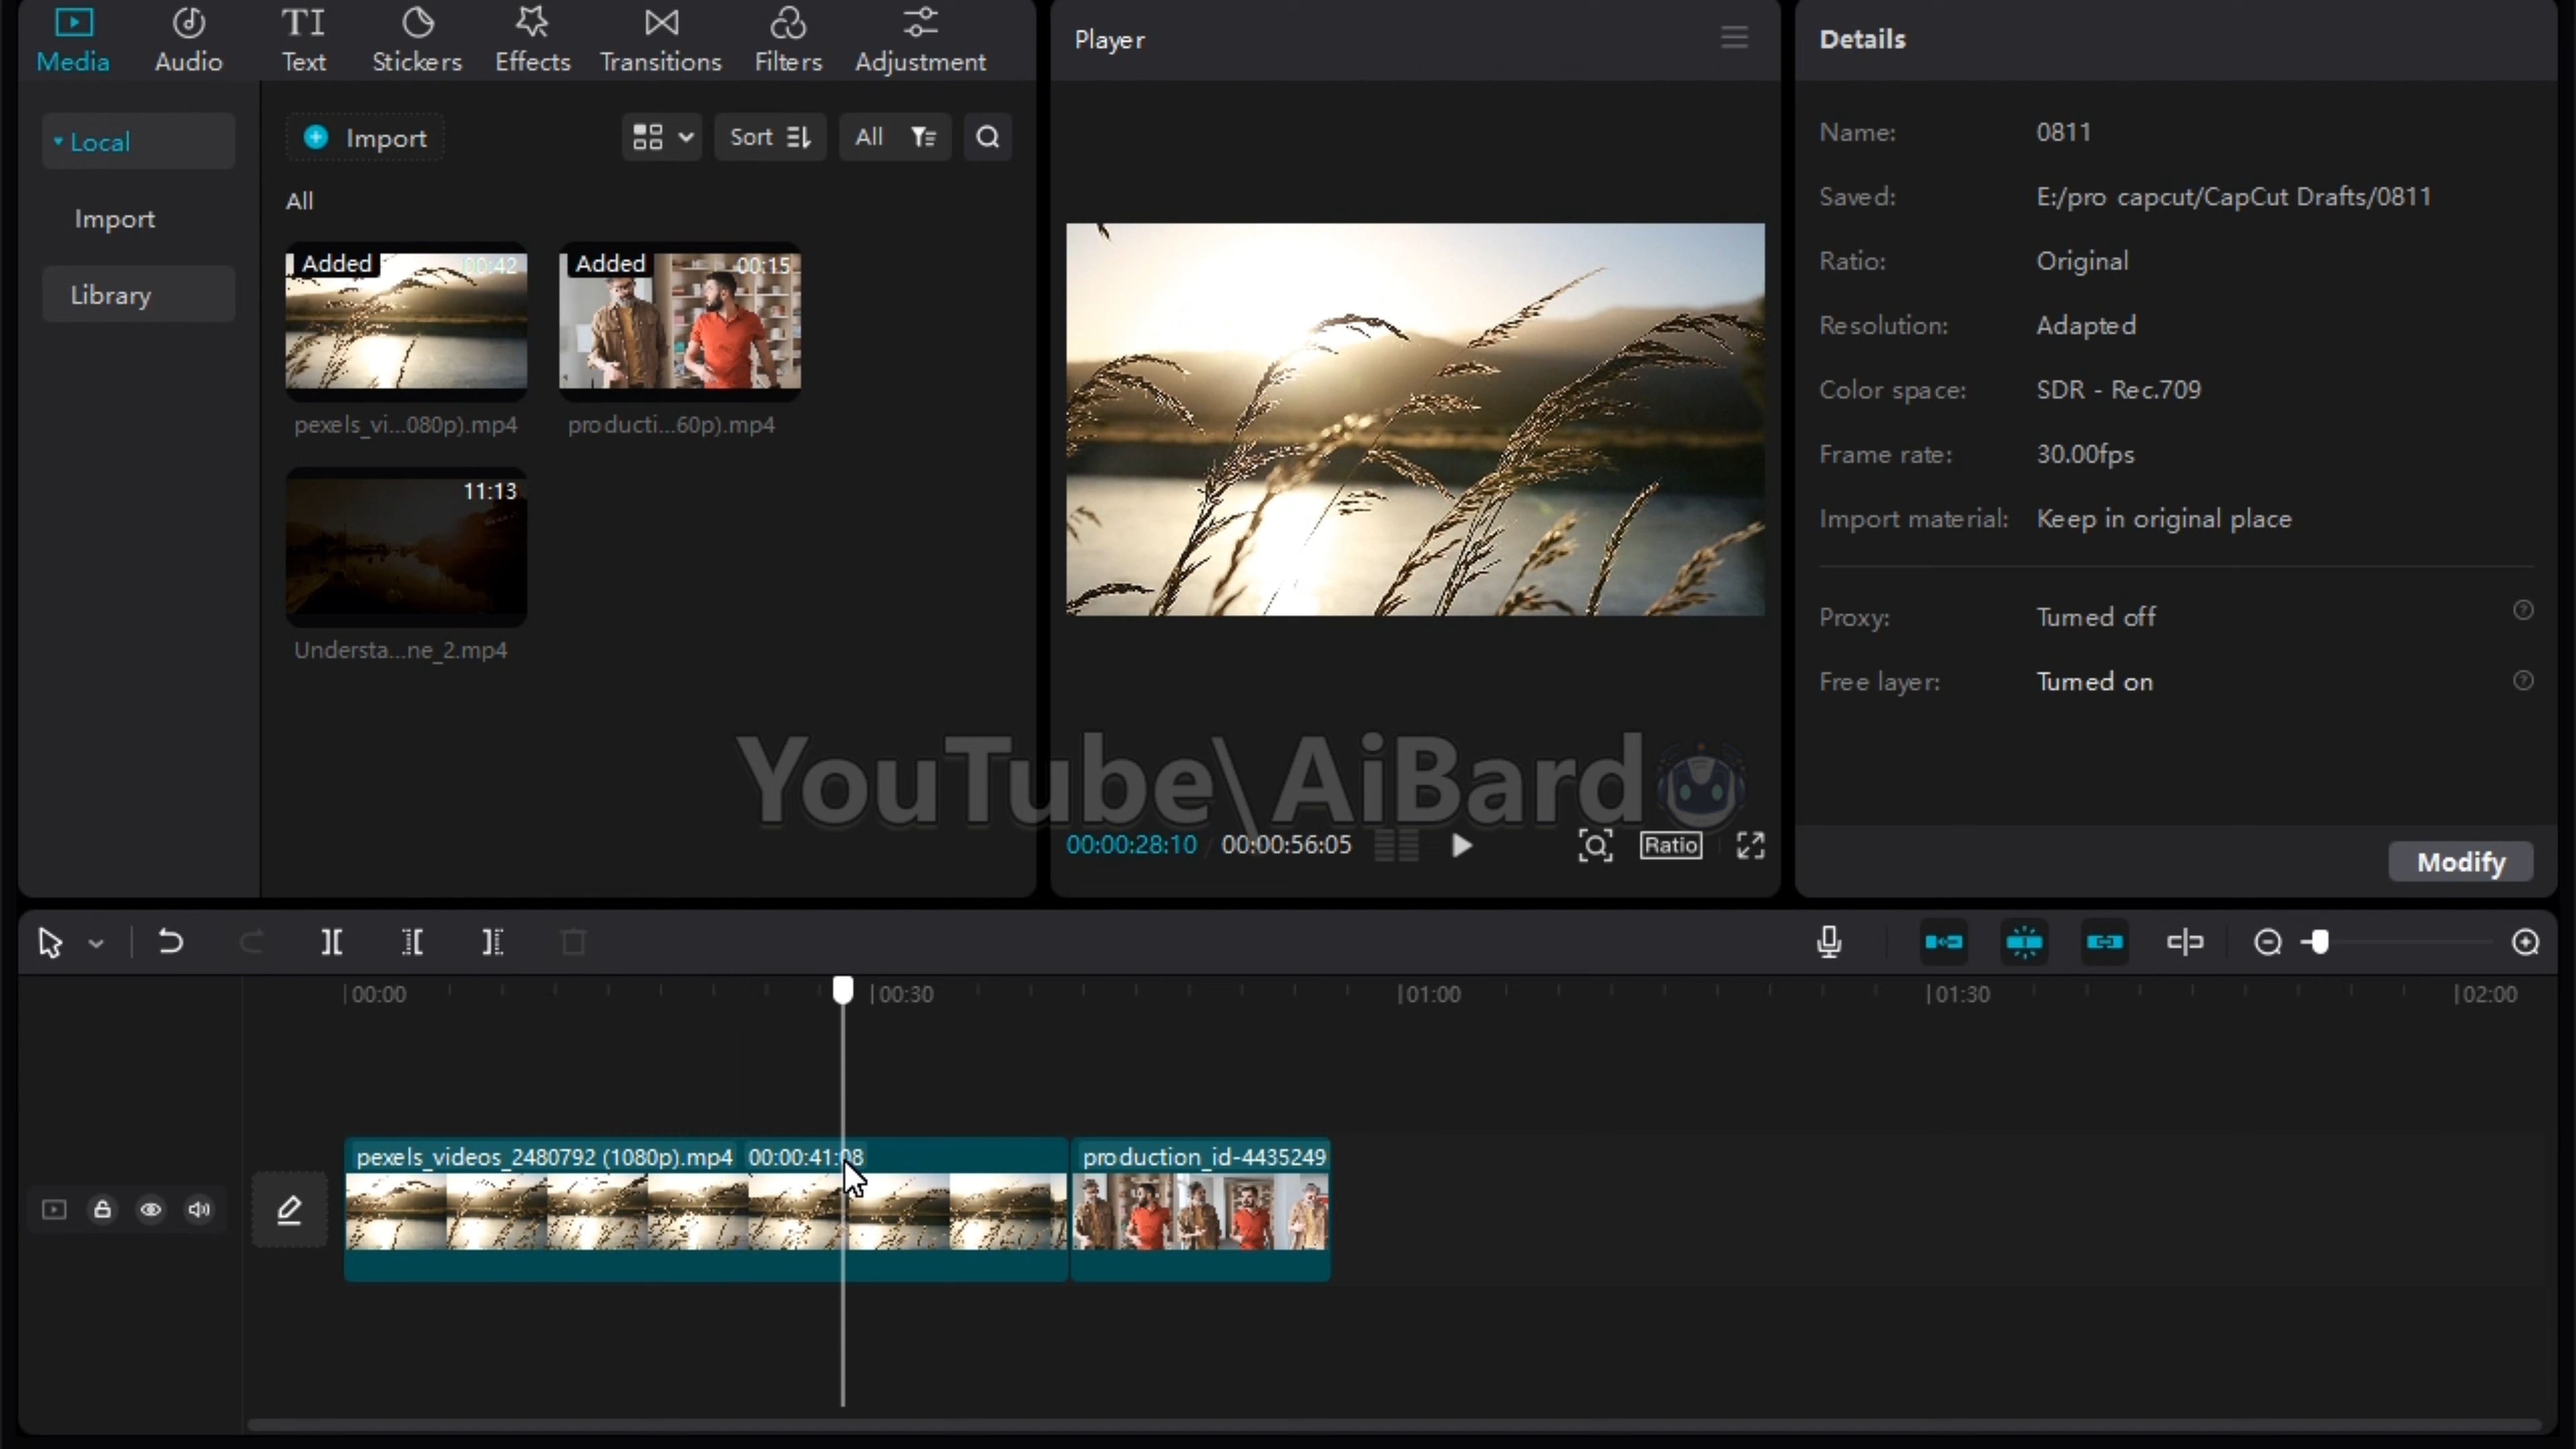 Media
Audio
TI
Text
Stickers
Effects
Transitions
Filters
Adjustment
Local
Import
Library
Import
Sort
All
All
Added
00:42
pexels_vi...080p).mp4
Added
00:15
producti...60p).mp4
11:13
Understa...ne_2.mp4
Player
YouTube\AiBard
00:00:28:10 / 00:00:56:05
Ratio
Details
Name: 0811
Saved: E:/pro capcut/CapCut Drafts/0811
Ratio: Original
Resolution: Adapted
Color space: SDR - Rec.709
Frame rate: 30.00fps
Import material: Keep in original place
Proxy: Turned off
Free layer: Turned on
Modify
00:00
00:30
01:00
01:30
02:00
pexels_videos_2480792 (1080p).mp4 00:00:41:08
production_id-4435249